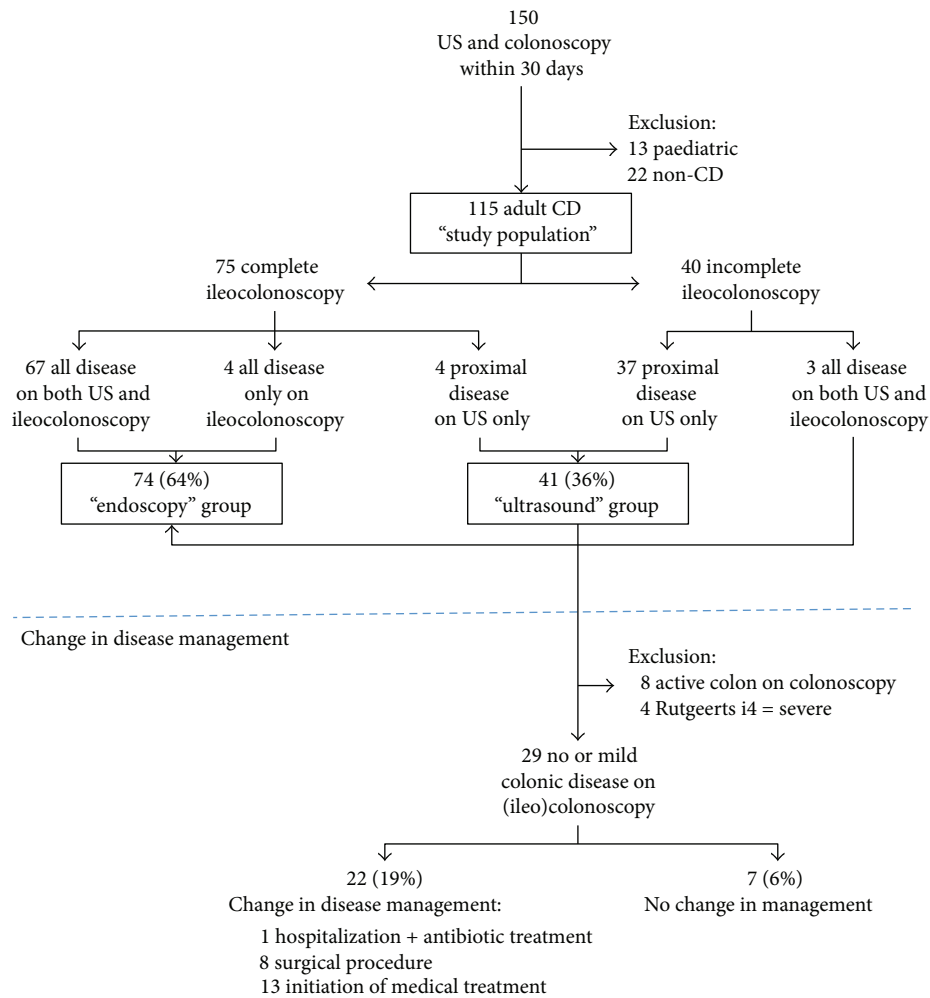 150
US and colonoscopy
within 30 days
Exclusion:
13 paediatric
22 non-CD
115 adult CD
“study population”
75 complete
ileocolonoscopy
40 incomplete
ileocolonoscopy
67 all disease
on both US and
ileocolonoscopy
4 all disease
only on
ileocolonoscopy
4 proximal
disease
on US only
37 proximal
disease
on US only
3 all disease
on both US and
ileocolonoscopy
74 (64%)
“endoscopy” group
41 (36%)
“ultrasound” group
Change in disease management
Exclusion:
8 active colon on colonoscopy
4 Rutgeerts i4 = severe
29 no or mild
colonic disease on
(ileo)colonoscopy
22 (19%)
Change in disease management:
1 hospitalization + antibiotic treatment
8 surgical procedure
13 initiation of medical treatment
7 (6%)
No change in management